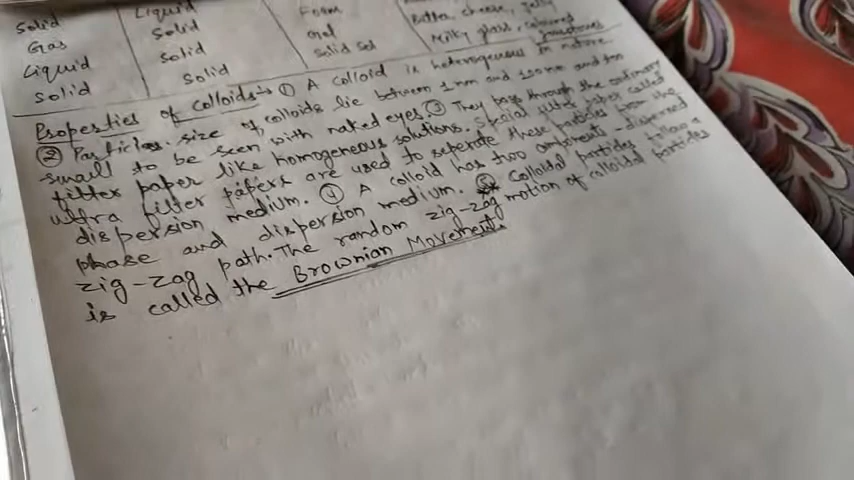 Solid Liquid Foam Butter cheese, jelly
Gas Solid and Milky glass, coloured gemstones
Liquid Solid Solid sol
Solid Solid
Properties of colloids:- ① A colloid is heterogeneous in nature.
② Particles size of colloids lie between 1 nm and 100 nm and too
small to be seen with naked eyes. ③ They pass through the ordinary
filter paper like homogeneous solutions. Special filter paper called
ultra filter papers are used to seperate these particles from the
dispersion medium. ④ A colloid has two components - dispersed
phase and dispersion medium. ⑤ Colloidal particles follow a
zig-zag path. The random zig-zag motion of colloidal particles
is called the Brownian Movement.